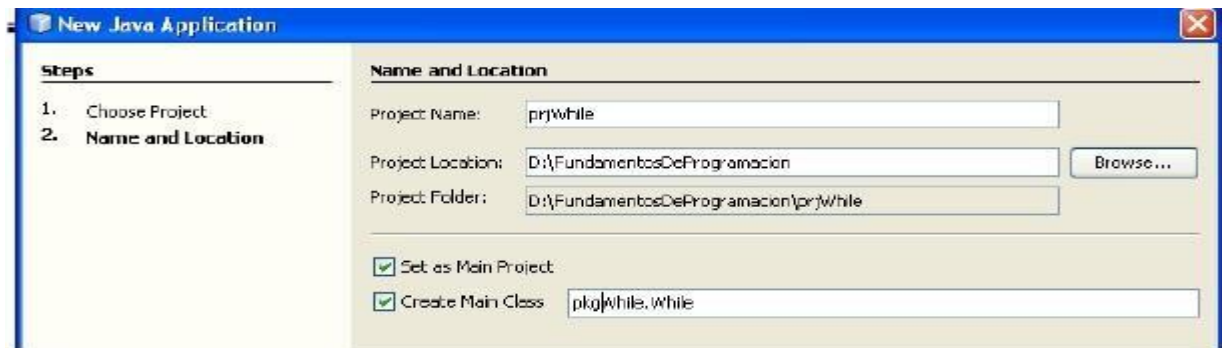 New Java Application
Steps
1. Choose Project
2. Name and Location
Name and Location
Project Name: prjWhile
Project Location: D:\FundamentosDeProgramacion Browse...
Project Folder: D:\FundamentosDeProgramacion\prjWhile
Set as Main Project
Create Main Class pkgWhile.While